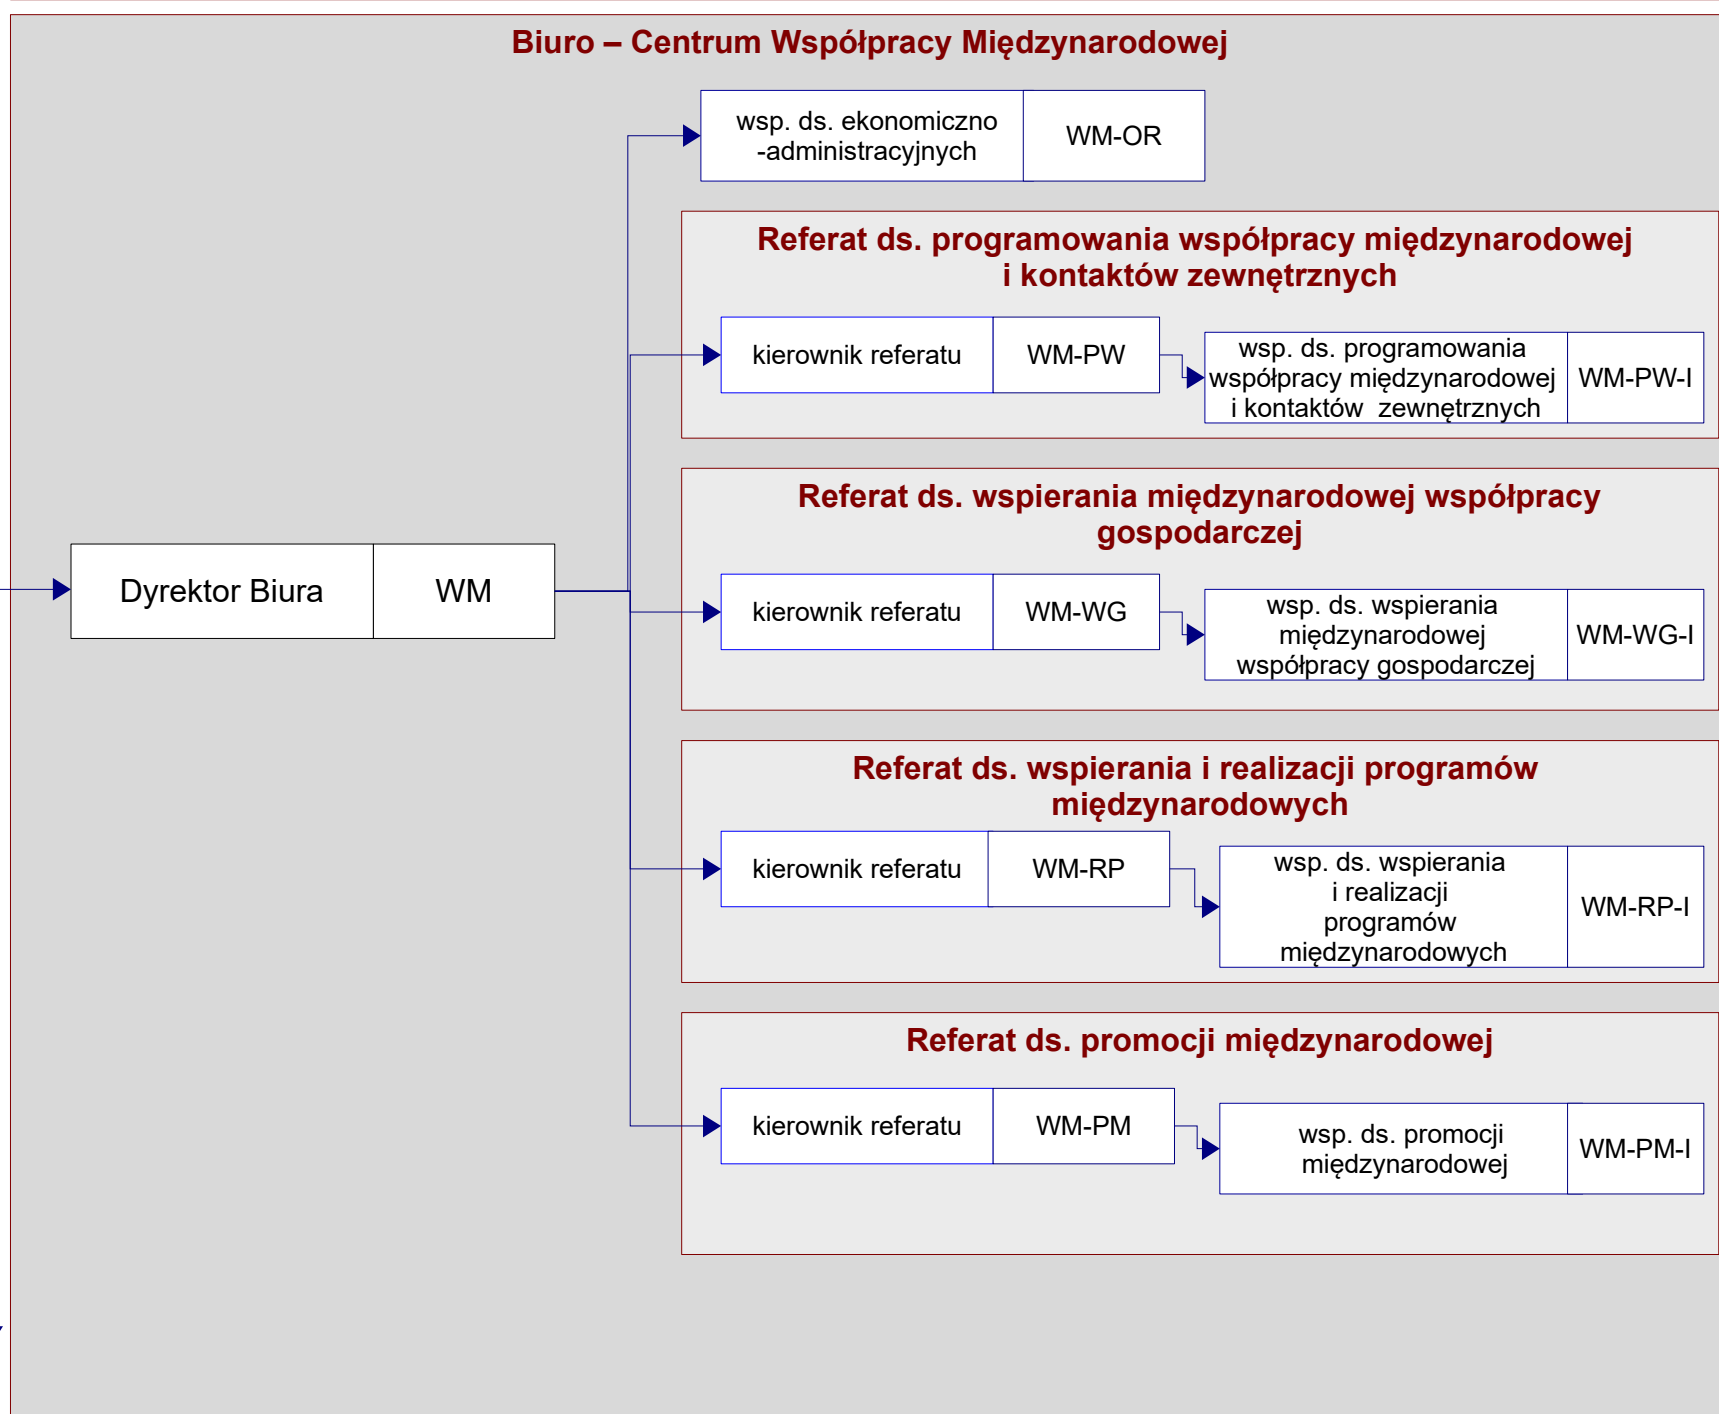 Biuro – Centrum Współpracy Międzynarodowej
wsp. ds. ekonomiczno
-administracyjnych
WM-OR
Referat ds. programowania współpracy międzynarodowej
i kontaktów zewnętrznych
kierownik referatu
WM-PW
wsp. ds. programowania
współpracy międzynarodowej
i kontaktów  zewnętrznych
WM-PW-I
Referat ds. wspierania międzynarodowej współpracy
gospodarczej
Dyrektor Biura
WM
kierownik referatu
WM-WG
wsp. ds. wspierania
międzynarodowej
współpracy gospodarczej
WM-WG-I
Referat ds. wspierania i realizacji programów
międzynarodowych
kierownik referatu
WM-RP
wsp. ds. wspierania
i realizacji
programów
międzynarodowych
WM-RP-I
Referat ds. promocji międzynarodowej
kierownik referatu
WM-PM
wsp. ds. promocji
międzynarodowej
WM-PM-I